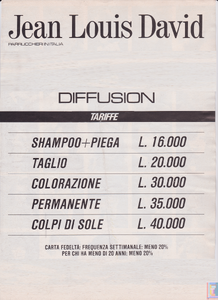 Jean Louis David
PARRUCCHIERI IN ITALIA
DIFFUSION
TARIFFE
SHAMPOO+PIEGA L. 16.000
TAGLIO L. 20.000
COLORAZIONE L. 30.000
PERMANENTE L. 35.000
COLPI DI SOLE L. 40.000
CARTA FEDELTÀ: FREQUENZA SETTIMANALE: MENO 20%
PER CHI HA MENO DI 20 ANNI: MENO 20%